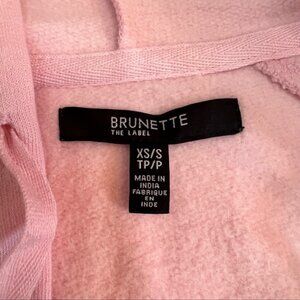 BRUNETTE
THE LABEL
XS/S
TP/P
MADE IN
INDIA
FABRIQUE
EN
INDE